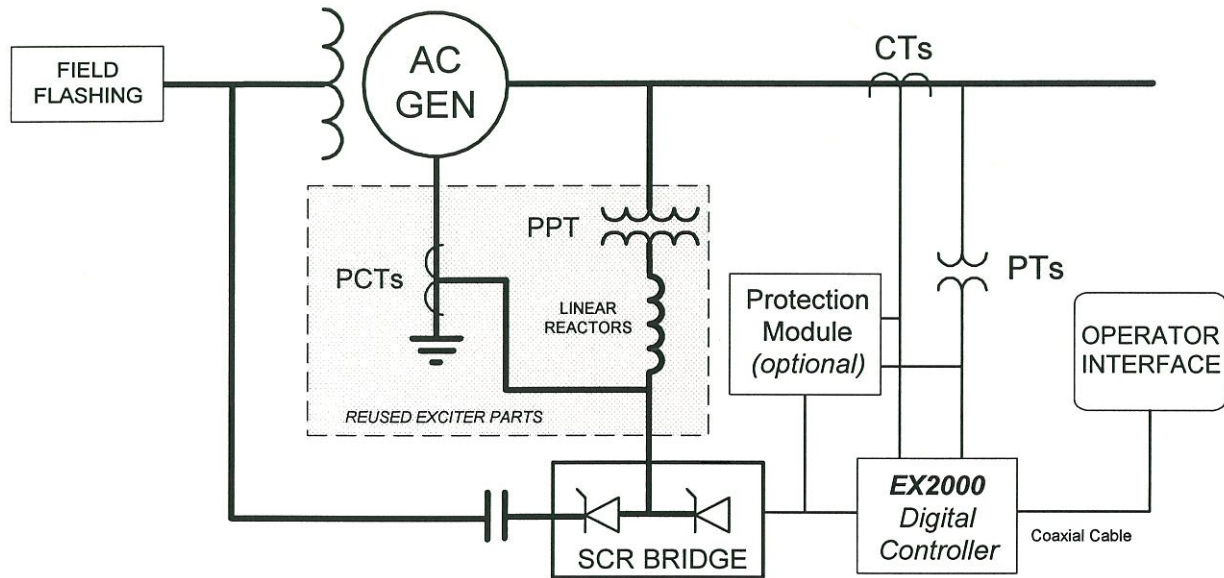 FIELD
FLASHING
AC
GEN
CTs
PPT
PCTs
LINEAR
REACTORS
REUSED EXCITER PARTS
PTs
Protection
Module
(optional)
OPERATOR
INTERFACE
EX2000
Digital
Controller
Coaxial Cable
SCR BRIDGE